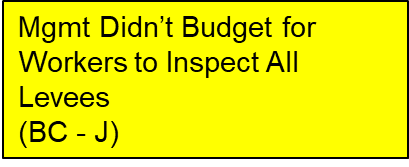 Mgmt Didn’t Budget for
Workers to Inspect All
Levees
(BC - J)